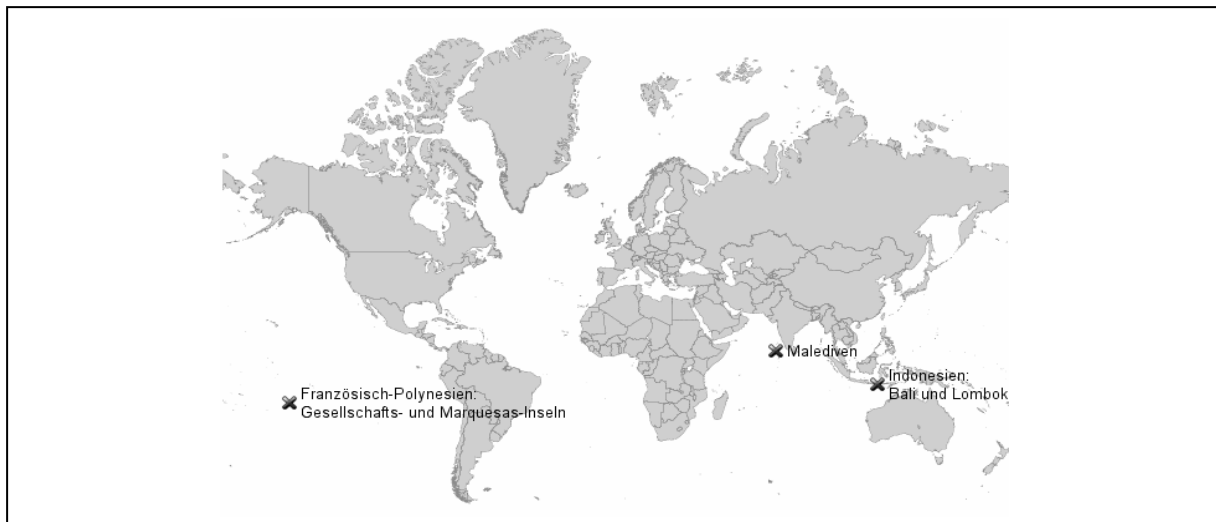 Malediven
Indonesien:
Bali und Lombok
Französisch-Polynesien:
Gesellschafts- und Marquesas-Inseln